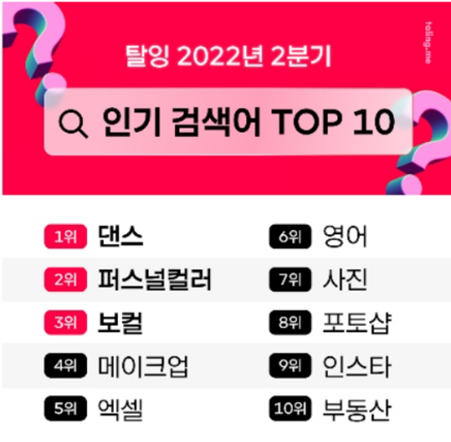 탈잉 2022년 2분기
taling.me
인기 검색어 TOP 10
1위 댄스
2위 퍼스널컬러
3위 보컬
4위 메이크업
5위 엑셀
6위 영어
7위 사진
8위 포토샵
9위 인스타
10위 부동산